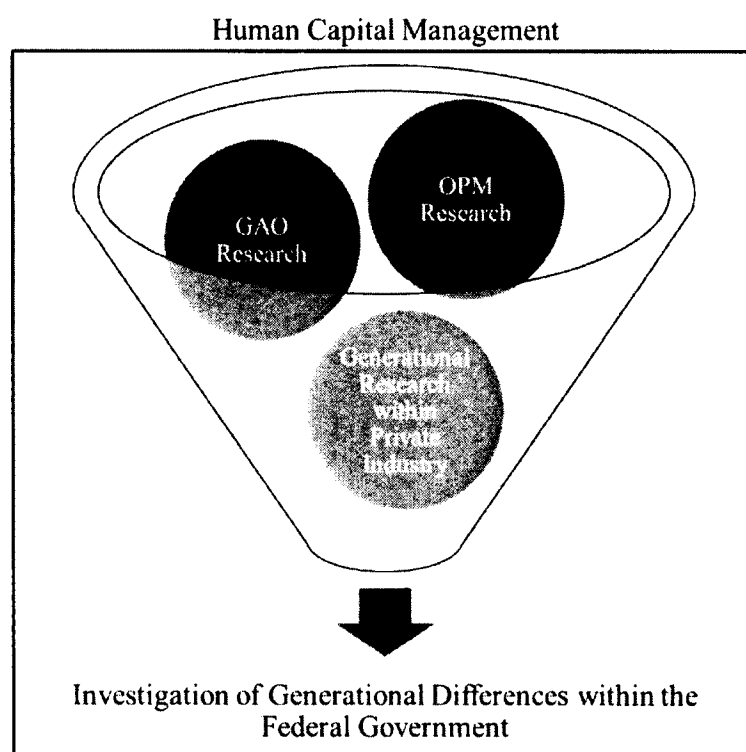 Human Capital Management
OPM
Research
GAO
Research
Generational
Research
within
Private
Industry
Investigation of Generational Differences within the
Federal Government